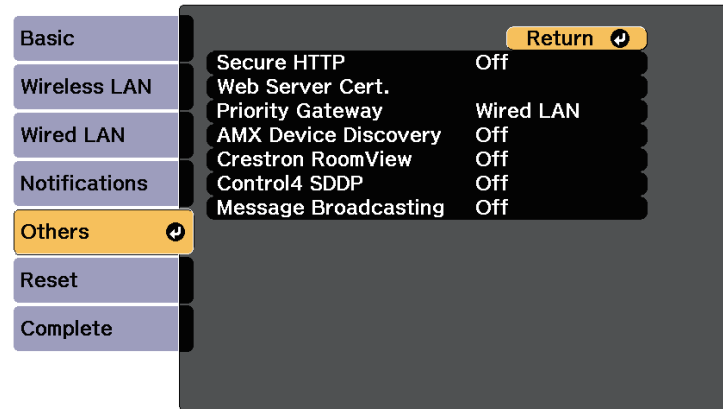 Basic
Wireless LAN
Wired LAN
Notifications
Others
Reset
Complete
Return
Secure HTTP Off
Web Server Cert.
Priority Gateway Wired LAN
AMX Device Discovery Off
Crestron RoomView Off
Control4 SDDP Off
Message Broadcasting Off